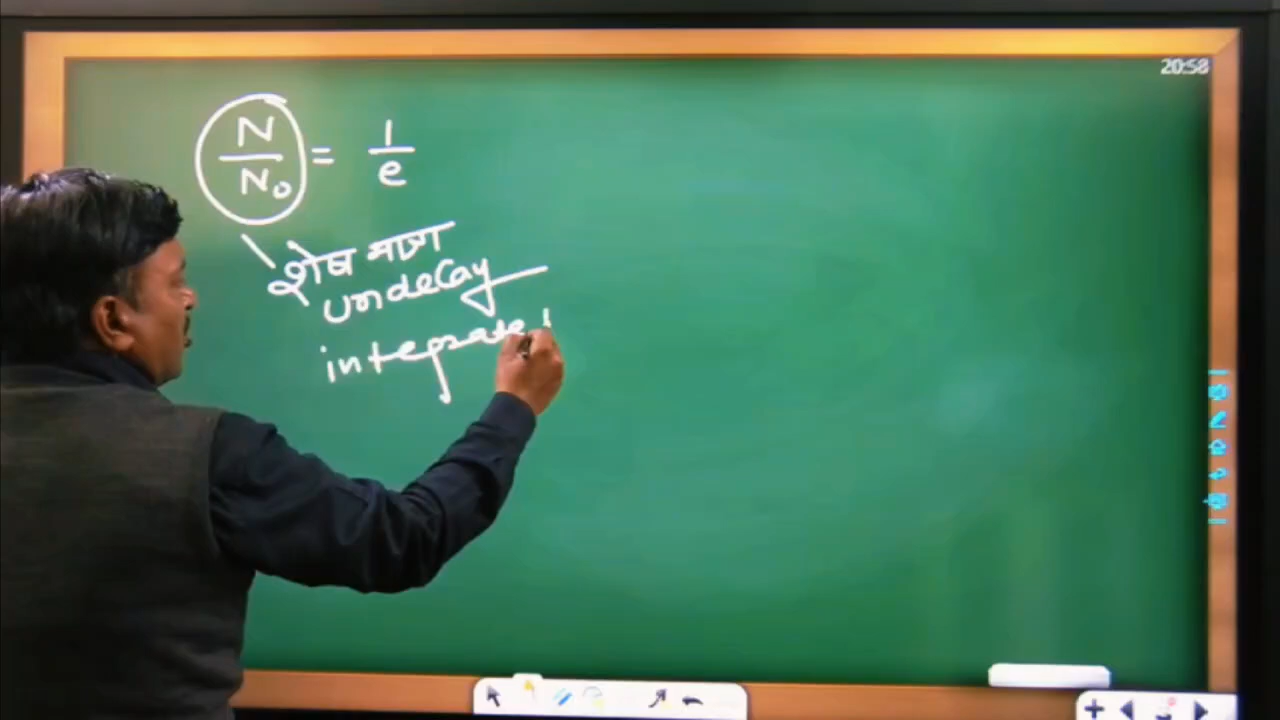 20:58
N/N₀ = 1/e
शेष मात्रा
undecay
integrate